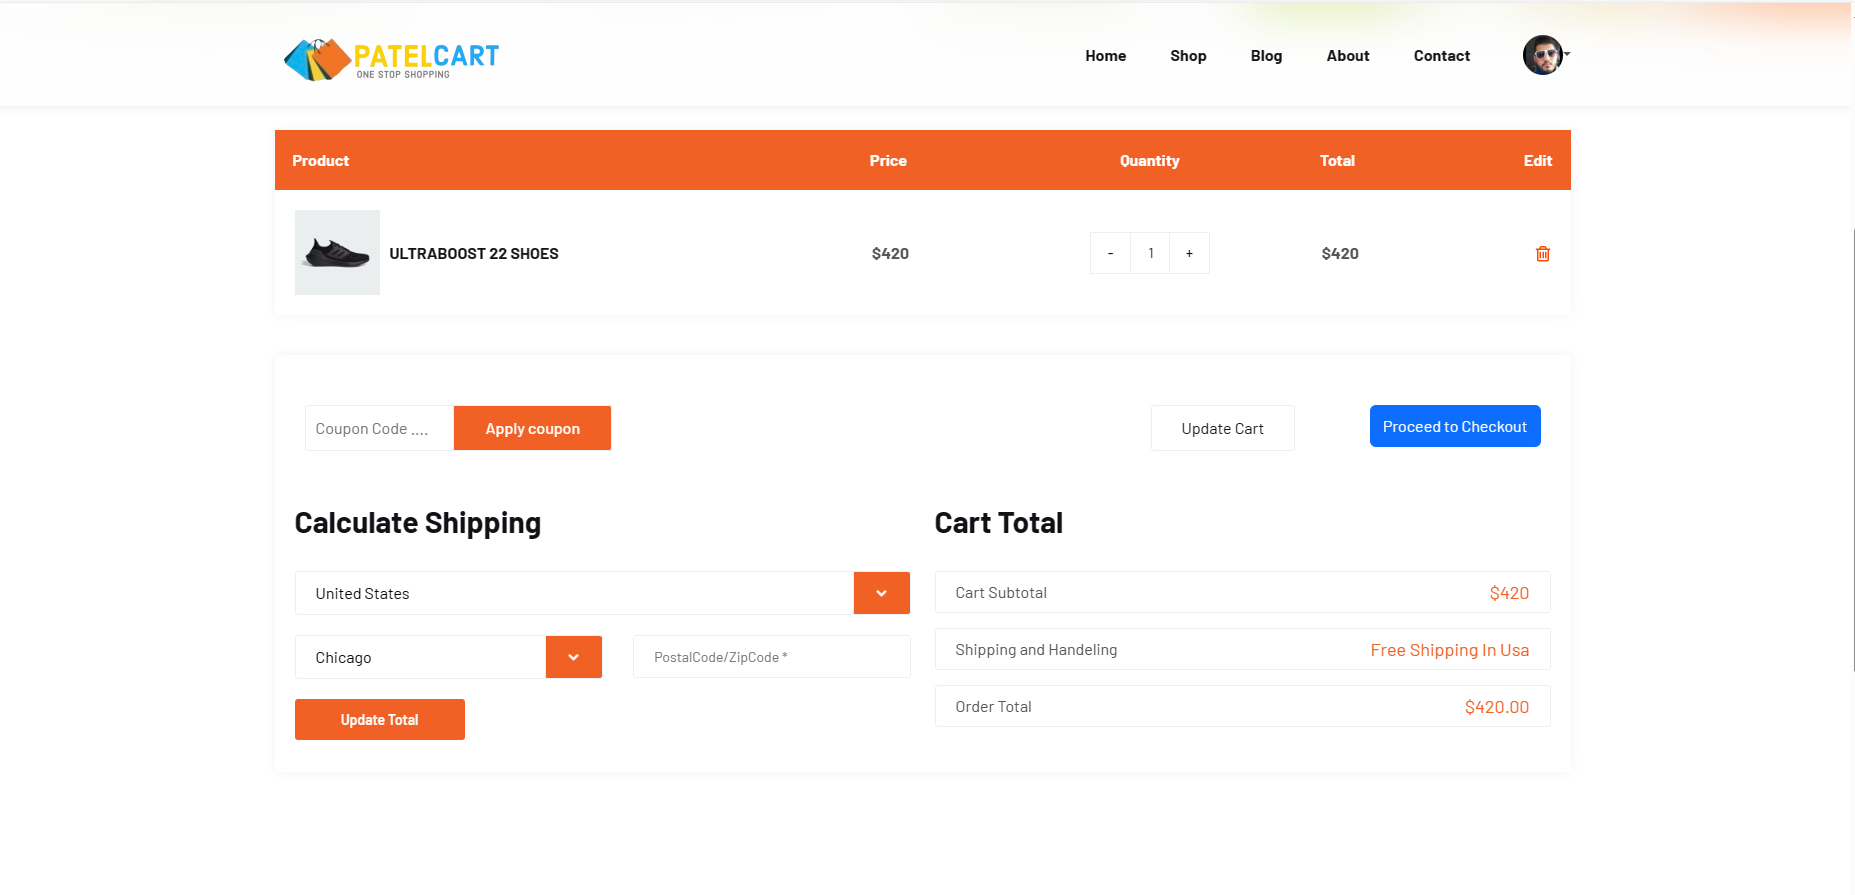 PATELCART
ONE STOP SHOPPING
Home Shop Blog About Contact
Product Price Quantity Total Edit
ULTRABOOST 22 SHOES $420 - 1 + $420
Coupon Code .... Apply coupon Update Cart Proceed to Checkout
Calculate Shipping
United States
Chicago PostalCode/ZipCode *
Update Total
Cart Total
Cart Subtotal $420
Shipping and Handeling Free Shipping In Usa
Order Total $420.00